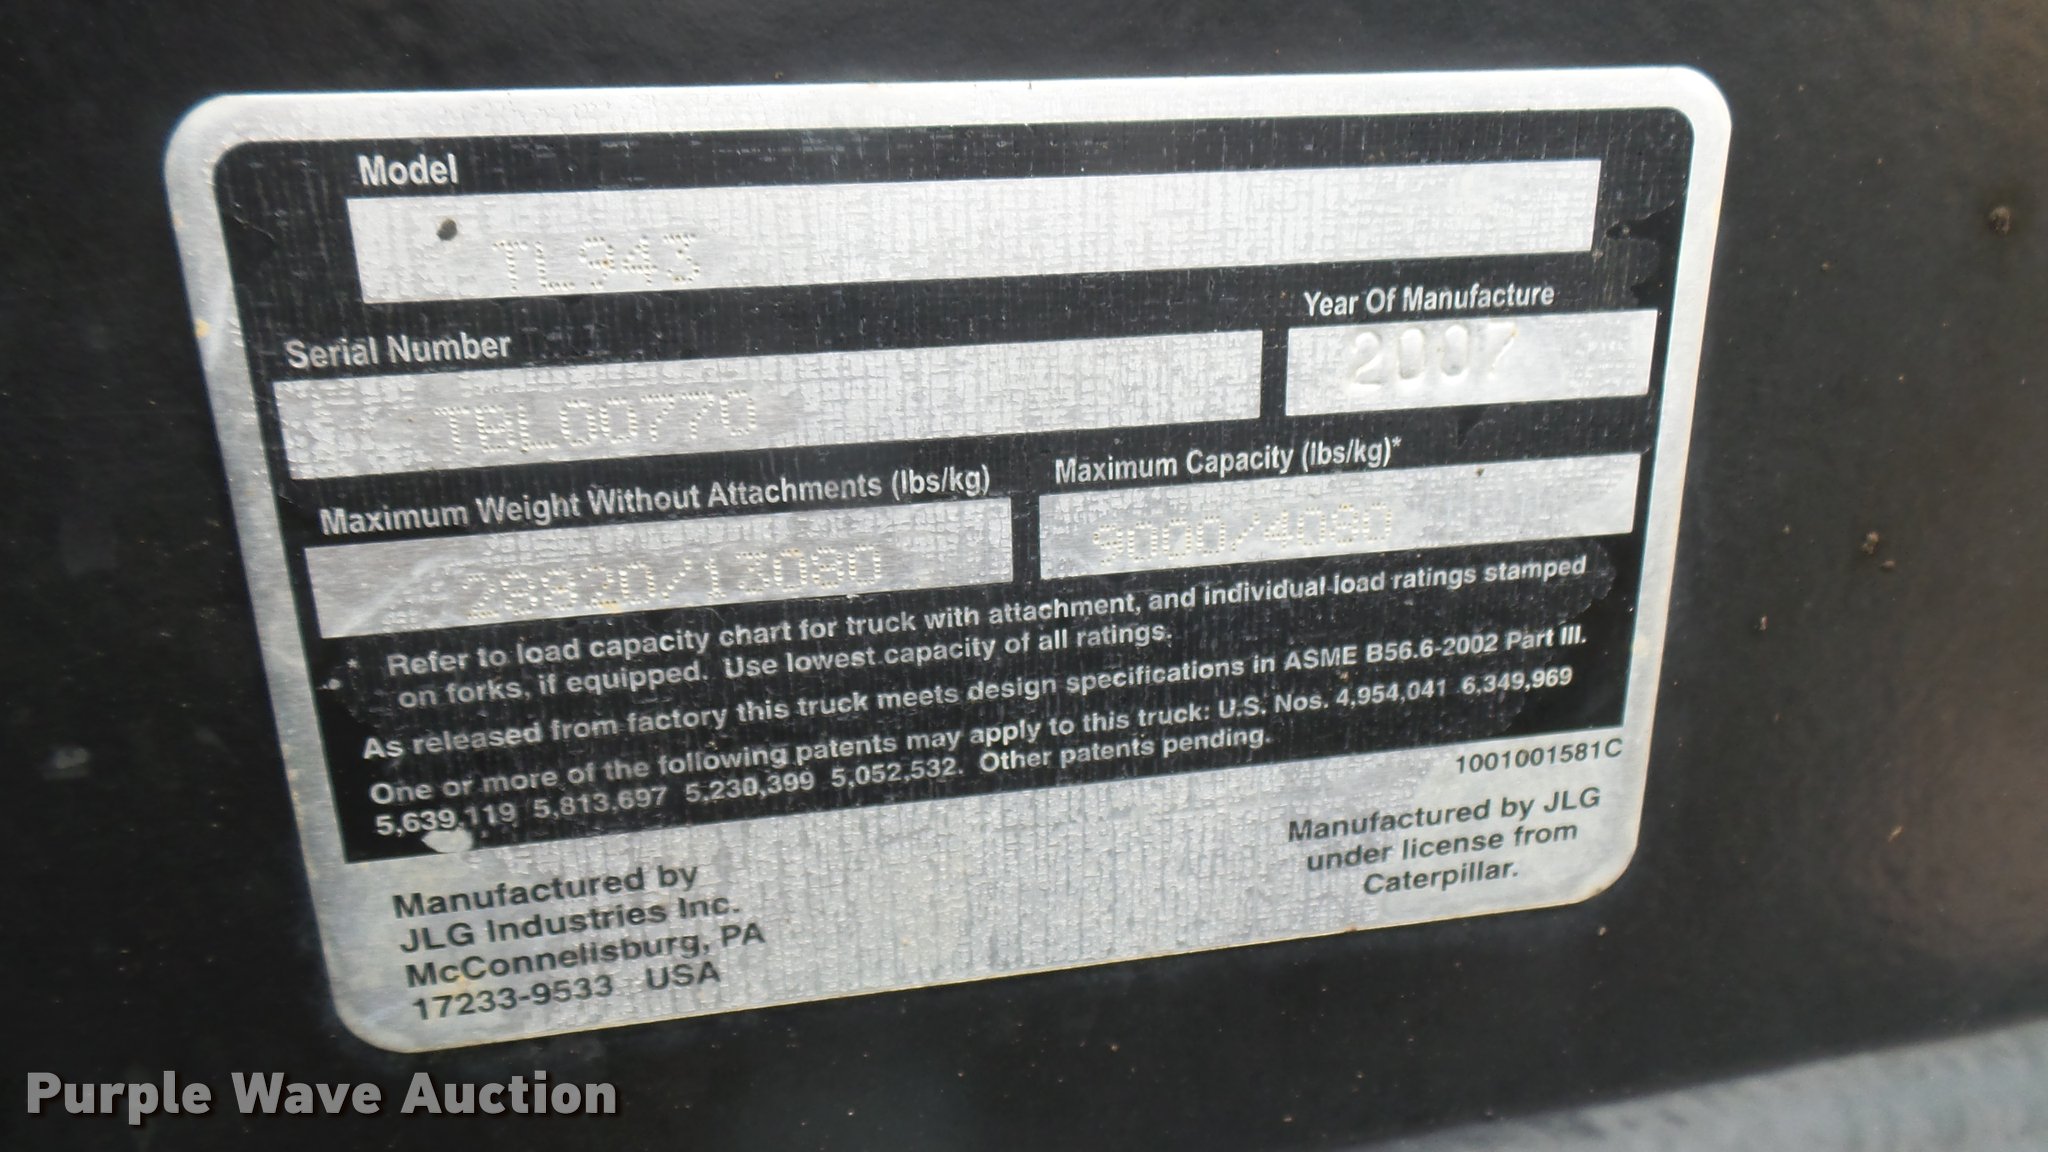 Model
TL943
Serial Number
TBL00770
Year Of Manufacture
2007
Maximum Weight Without Attachments (lbs/kg)
28820/13080
Maximum Capacity (lbs/kg)*
9000/4090
* Refer to load capacity chart for truck with attachment, and individual load ratings stamped
on forks, if equipped. Use lowest capacity of all ratings.
As released from factory this truck meets design specifications in ASME B56.6-2002 Part III.
One or more of the following patents may apply to this truck: U.S. Nos. 4,954,041 6,349,969
5,639,119 5,813,697 5,230,399 5,052,532. Other patents pending.
1001001581C
Manufactured by
JLG Industries Inc.
McConnellsburg, PA
17233-9533 USA
Manufactured by JLG
under license from
Caterpillar.
Purple Wave Auction